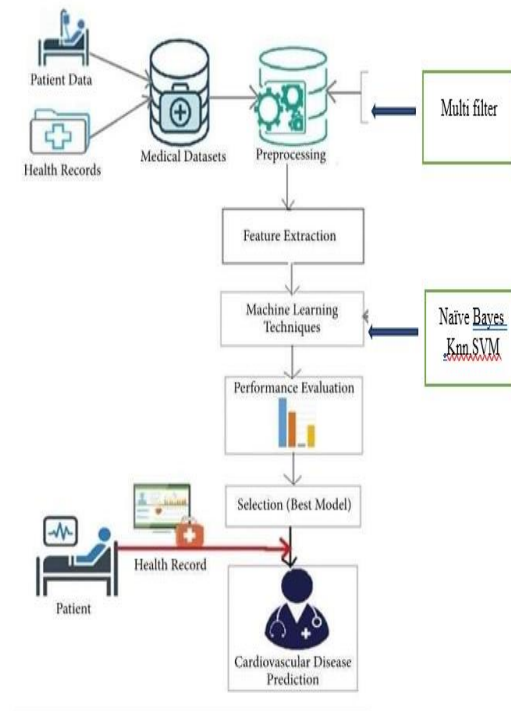 Patient Data
Health Records
Medical Datasets
Preprocessing
Multi filter
Feature Extraction
Machine Learning
Techniques
Naïve Bayes
,Knn,SVM
Performance Evaluation
Selection (Best Model)
Health Record
Patient
Cardiovascular Disease
Prediction